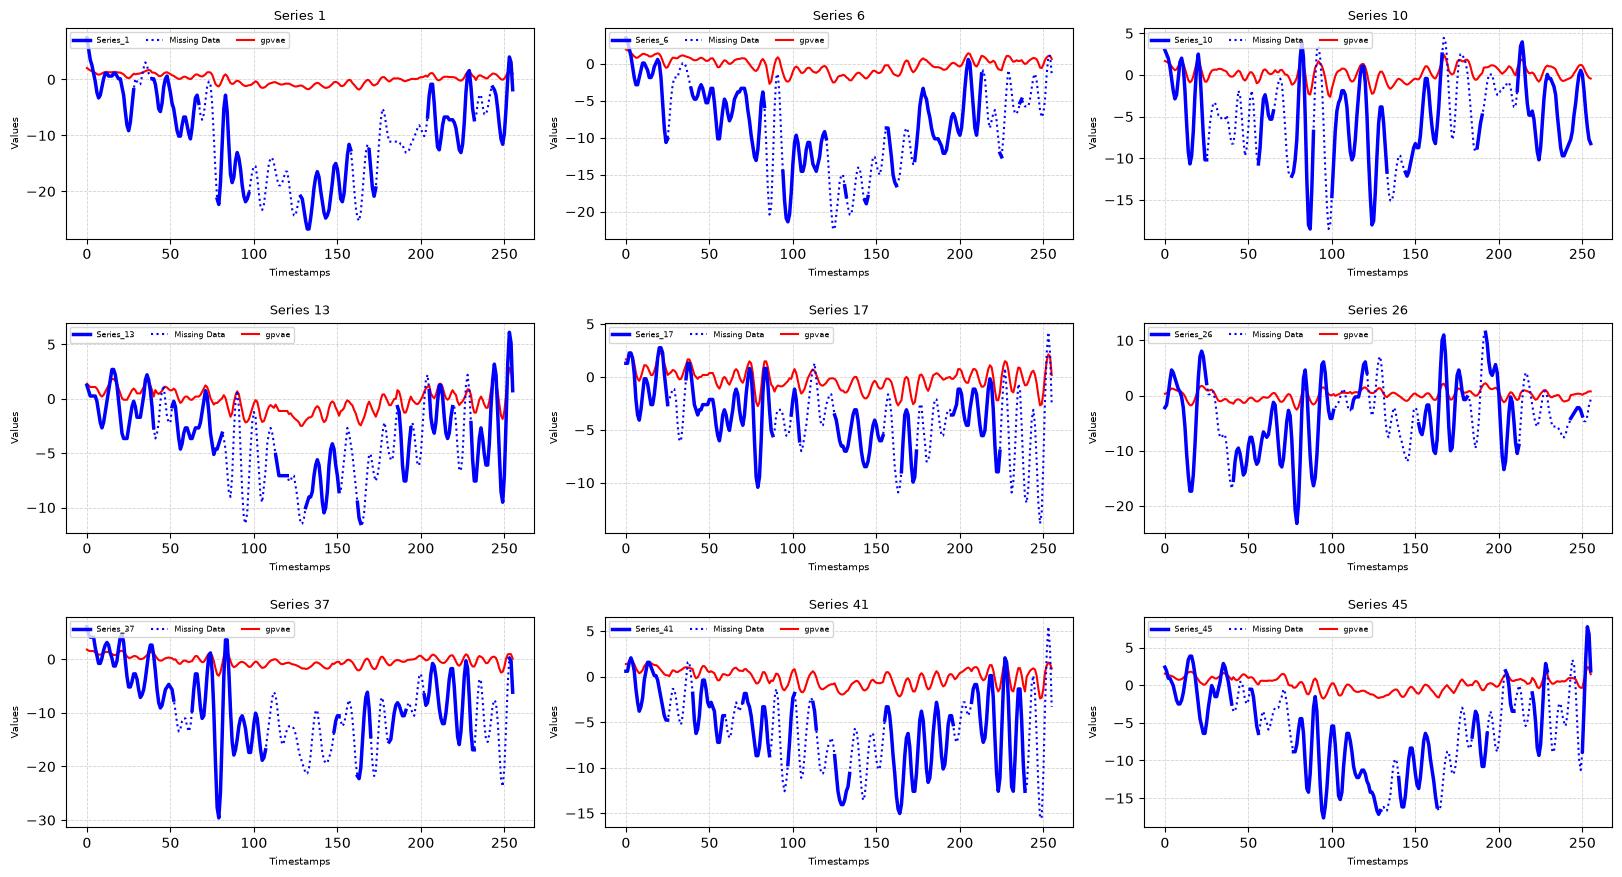 Series 1
Series_1 Missing Data gpvae
Values
0
−10
−20
0 50 100 150 200 250
Timestamps
Series 6
Series_6 Missing Data gpvae
Values
0
−5
−10
−15
−20
0 50 100 150 200 250
Timestamps
Series 10
Series_10 Missing Data gpvae
Values
5
0
−5
−10
−15
0 50 100 150 200 250
Timestamps
Series 13
Series_13 Missing Data gpvae
Values
5
0
−5
−10
0 50 100 150 200 250
Timestamps
Series 17
Series_17 Missing Data gpvae
Values
5
0
−5
−10
0 50 100 150 200 250
Timestamps
Series 26
Series_26 Missing Data gpvae
Values
10
0
−10
−20
0 50 100 150 200 250
Timestamps
Series 37
Series_37 Missing Data gpvae
Values
0
−10
−20
−30
0 50 100 150 200 250
Timestamps
Series 41
Series_41 Missing Data gpvae
Values
5
0
−5
−10
−15
0 50 100 150 200 250
Timestamps
Series 45
Series_45 Missing Data gpvae
Values
5
0
−5
−10
−15
0 50 100 150 200 250
Timestamps